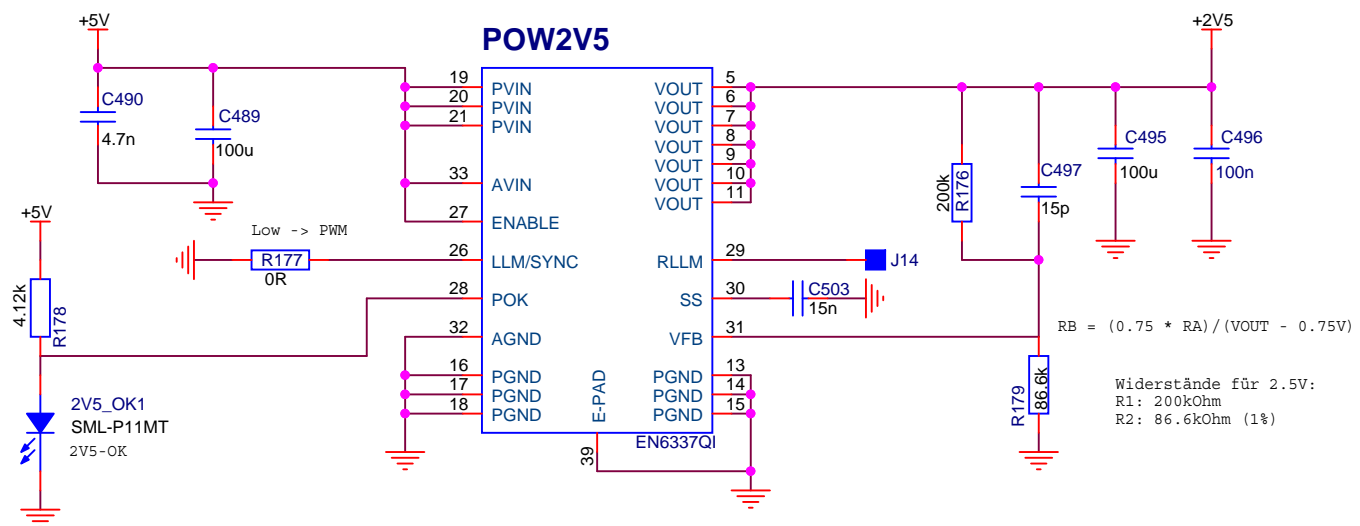 +5V
POW2V5
+2V5
C490
4.7n
C489
100u
19
PVIN
20
PVIN
21
PVIN
33
AVIN
27
ENABLE
26
LLM/SYNC
28
POK
32
AGND
16
PGND
17
PGND
18
PGND
VOUT
5
VOUT
6
VOUT
7
VOUT
8
VOUT
9
VOUT
10
VOUT
11
RLLM
29
SS
30
VFB
31
PGND
13
PGND
14
PGND
15
E-PAD
39
EN6337QI
+5V
Low -> PWM
R177
0R
4.12k
R178
2V5_OK1
SML-P11MT
2V5-OK
200k
R176
C497
15p
C495
100u
C496
100n
J14
C503
15n
RB = (0.75 * RA)/(VOUT - 0.75V)
R179
86.6k
Widerstände für 2.5V:
R1: 200kOhm
R2: 86.6kOhm (1%)